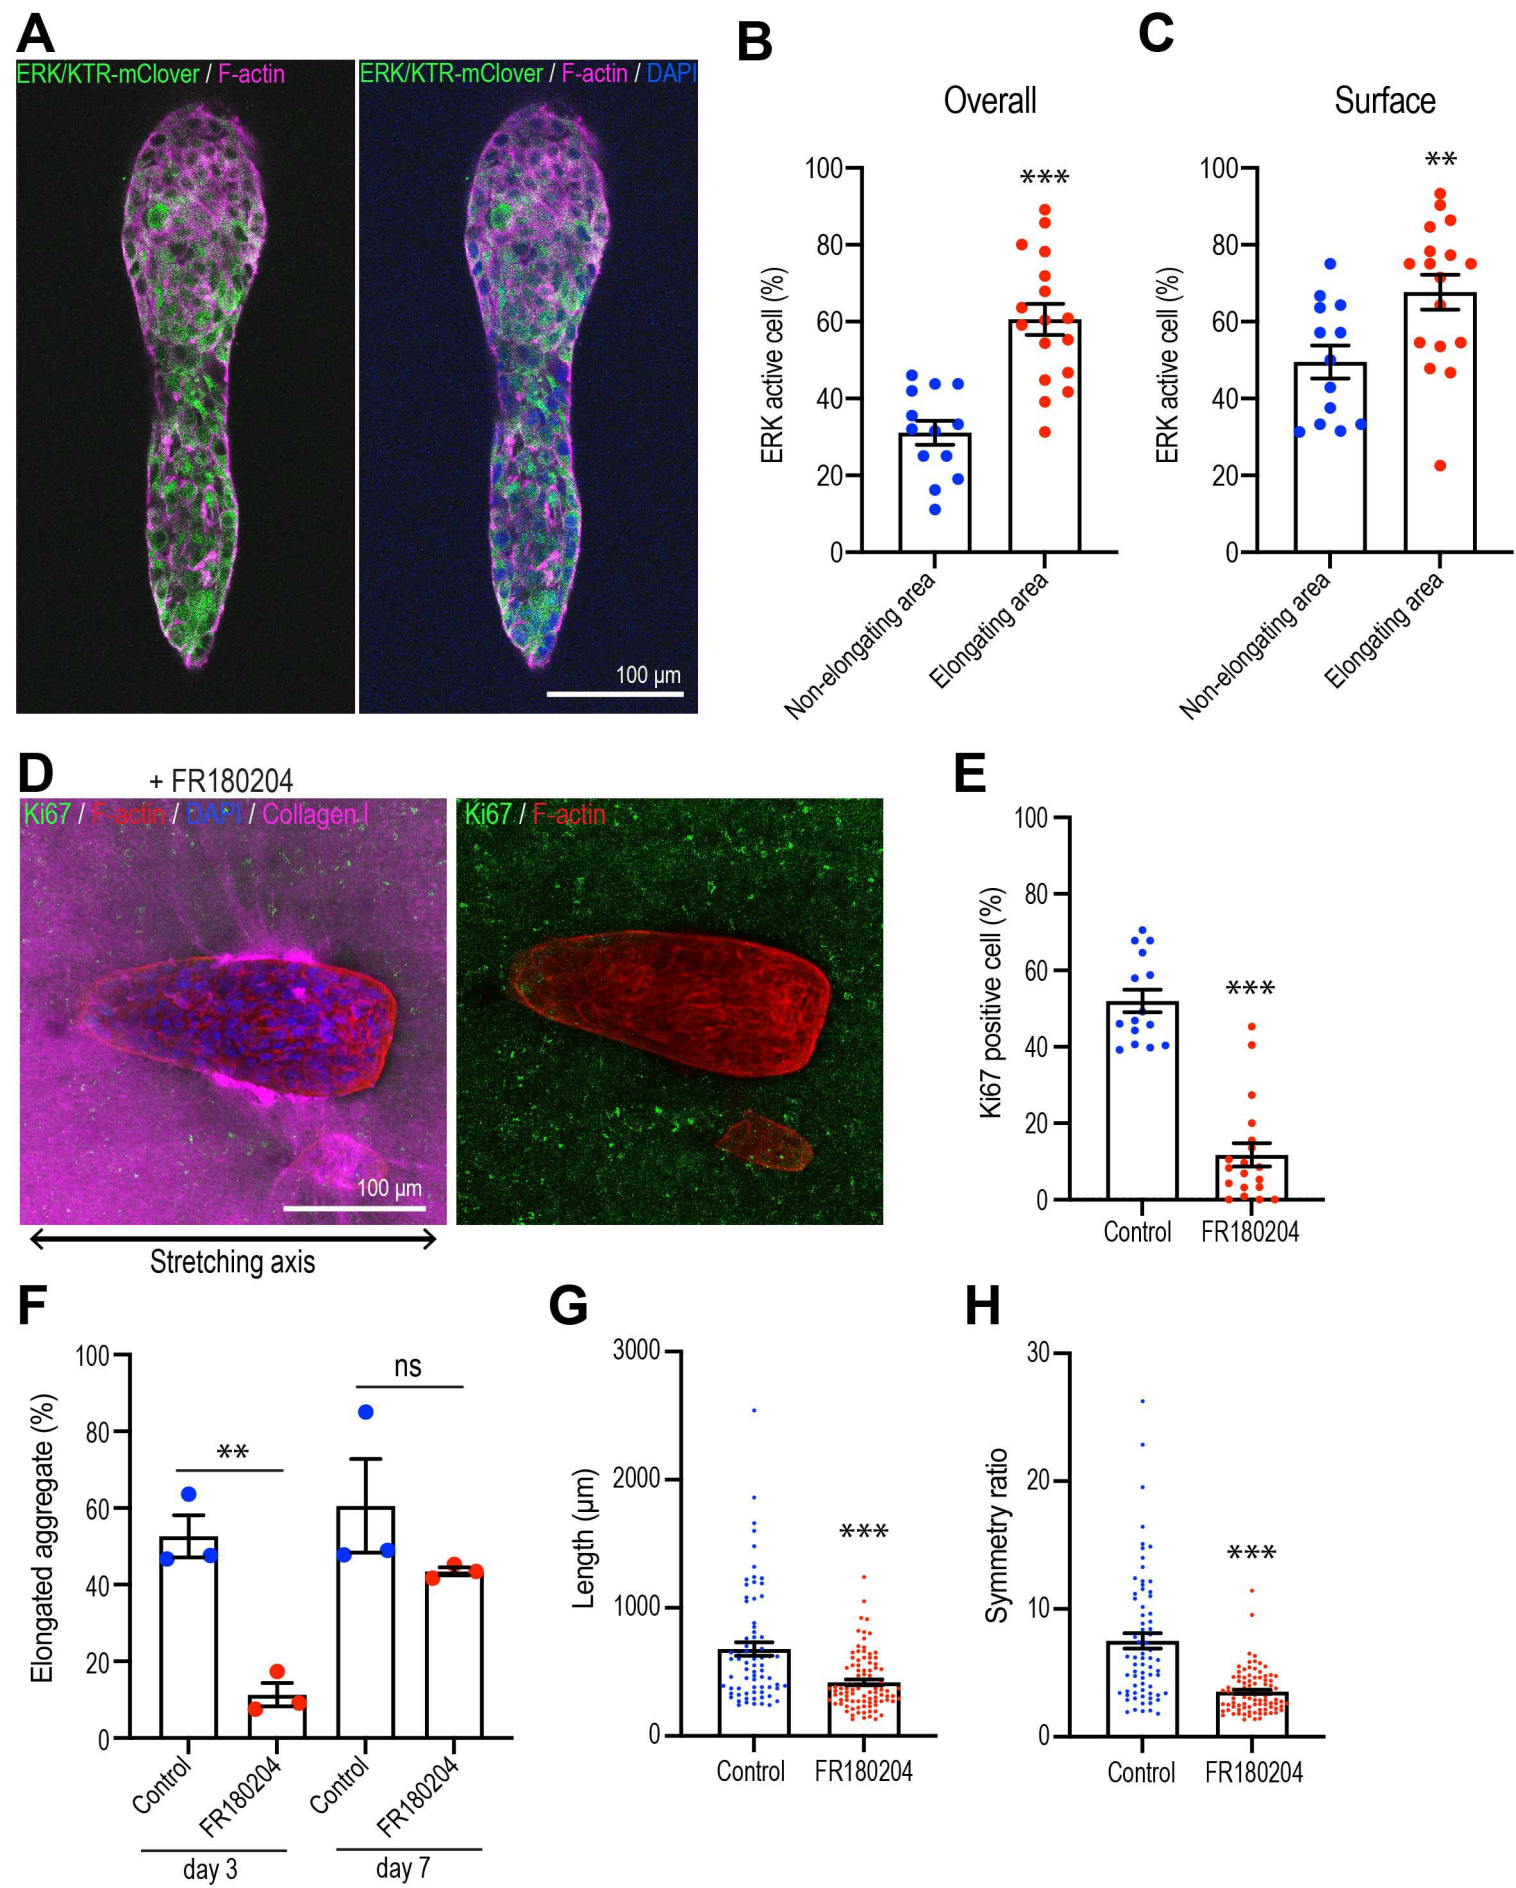 A
ERK/KTR-mClover / F-actin
ERK/KTR-mClover / F-actin / DAPI
100 µm
B
Overall
ERK active cell (%)
100
80
60
40
20
0
***
Non-elongating area
Elongating area
C
Surface
ERK active cell (%)
100
80
60
40
20
0
**
Non-elongating area
Elongating area
D
+ FR180204
Ki67 / F-actin / DAPI / Collagen I
100 µm
Stretching axis
Ki67 / F-actin
E
Ki67 positive cell (%)
100
80
60
40
20
0
***
Control
FR180204
F
Elongated aggregate (%)
100
80
60
40
20
0
**
ns
Control
FR180204
Control
FR180204
day 3
day 7
G
Length (µm)
3000
2000
1000
0
***
Control
FR180204
H
Symmetry ratio
30
20
10
0
***
Control
FR180204